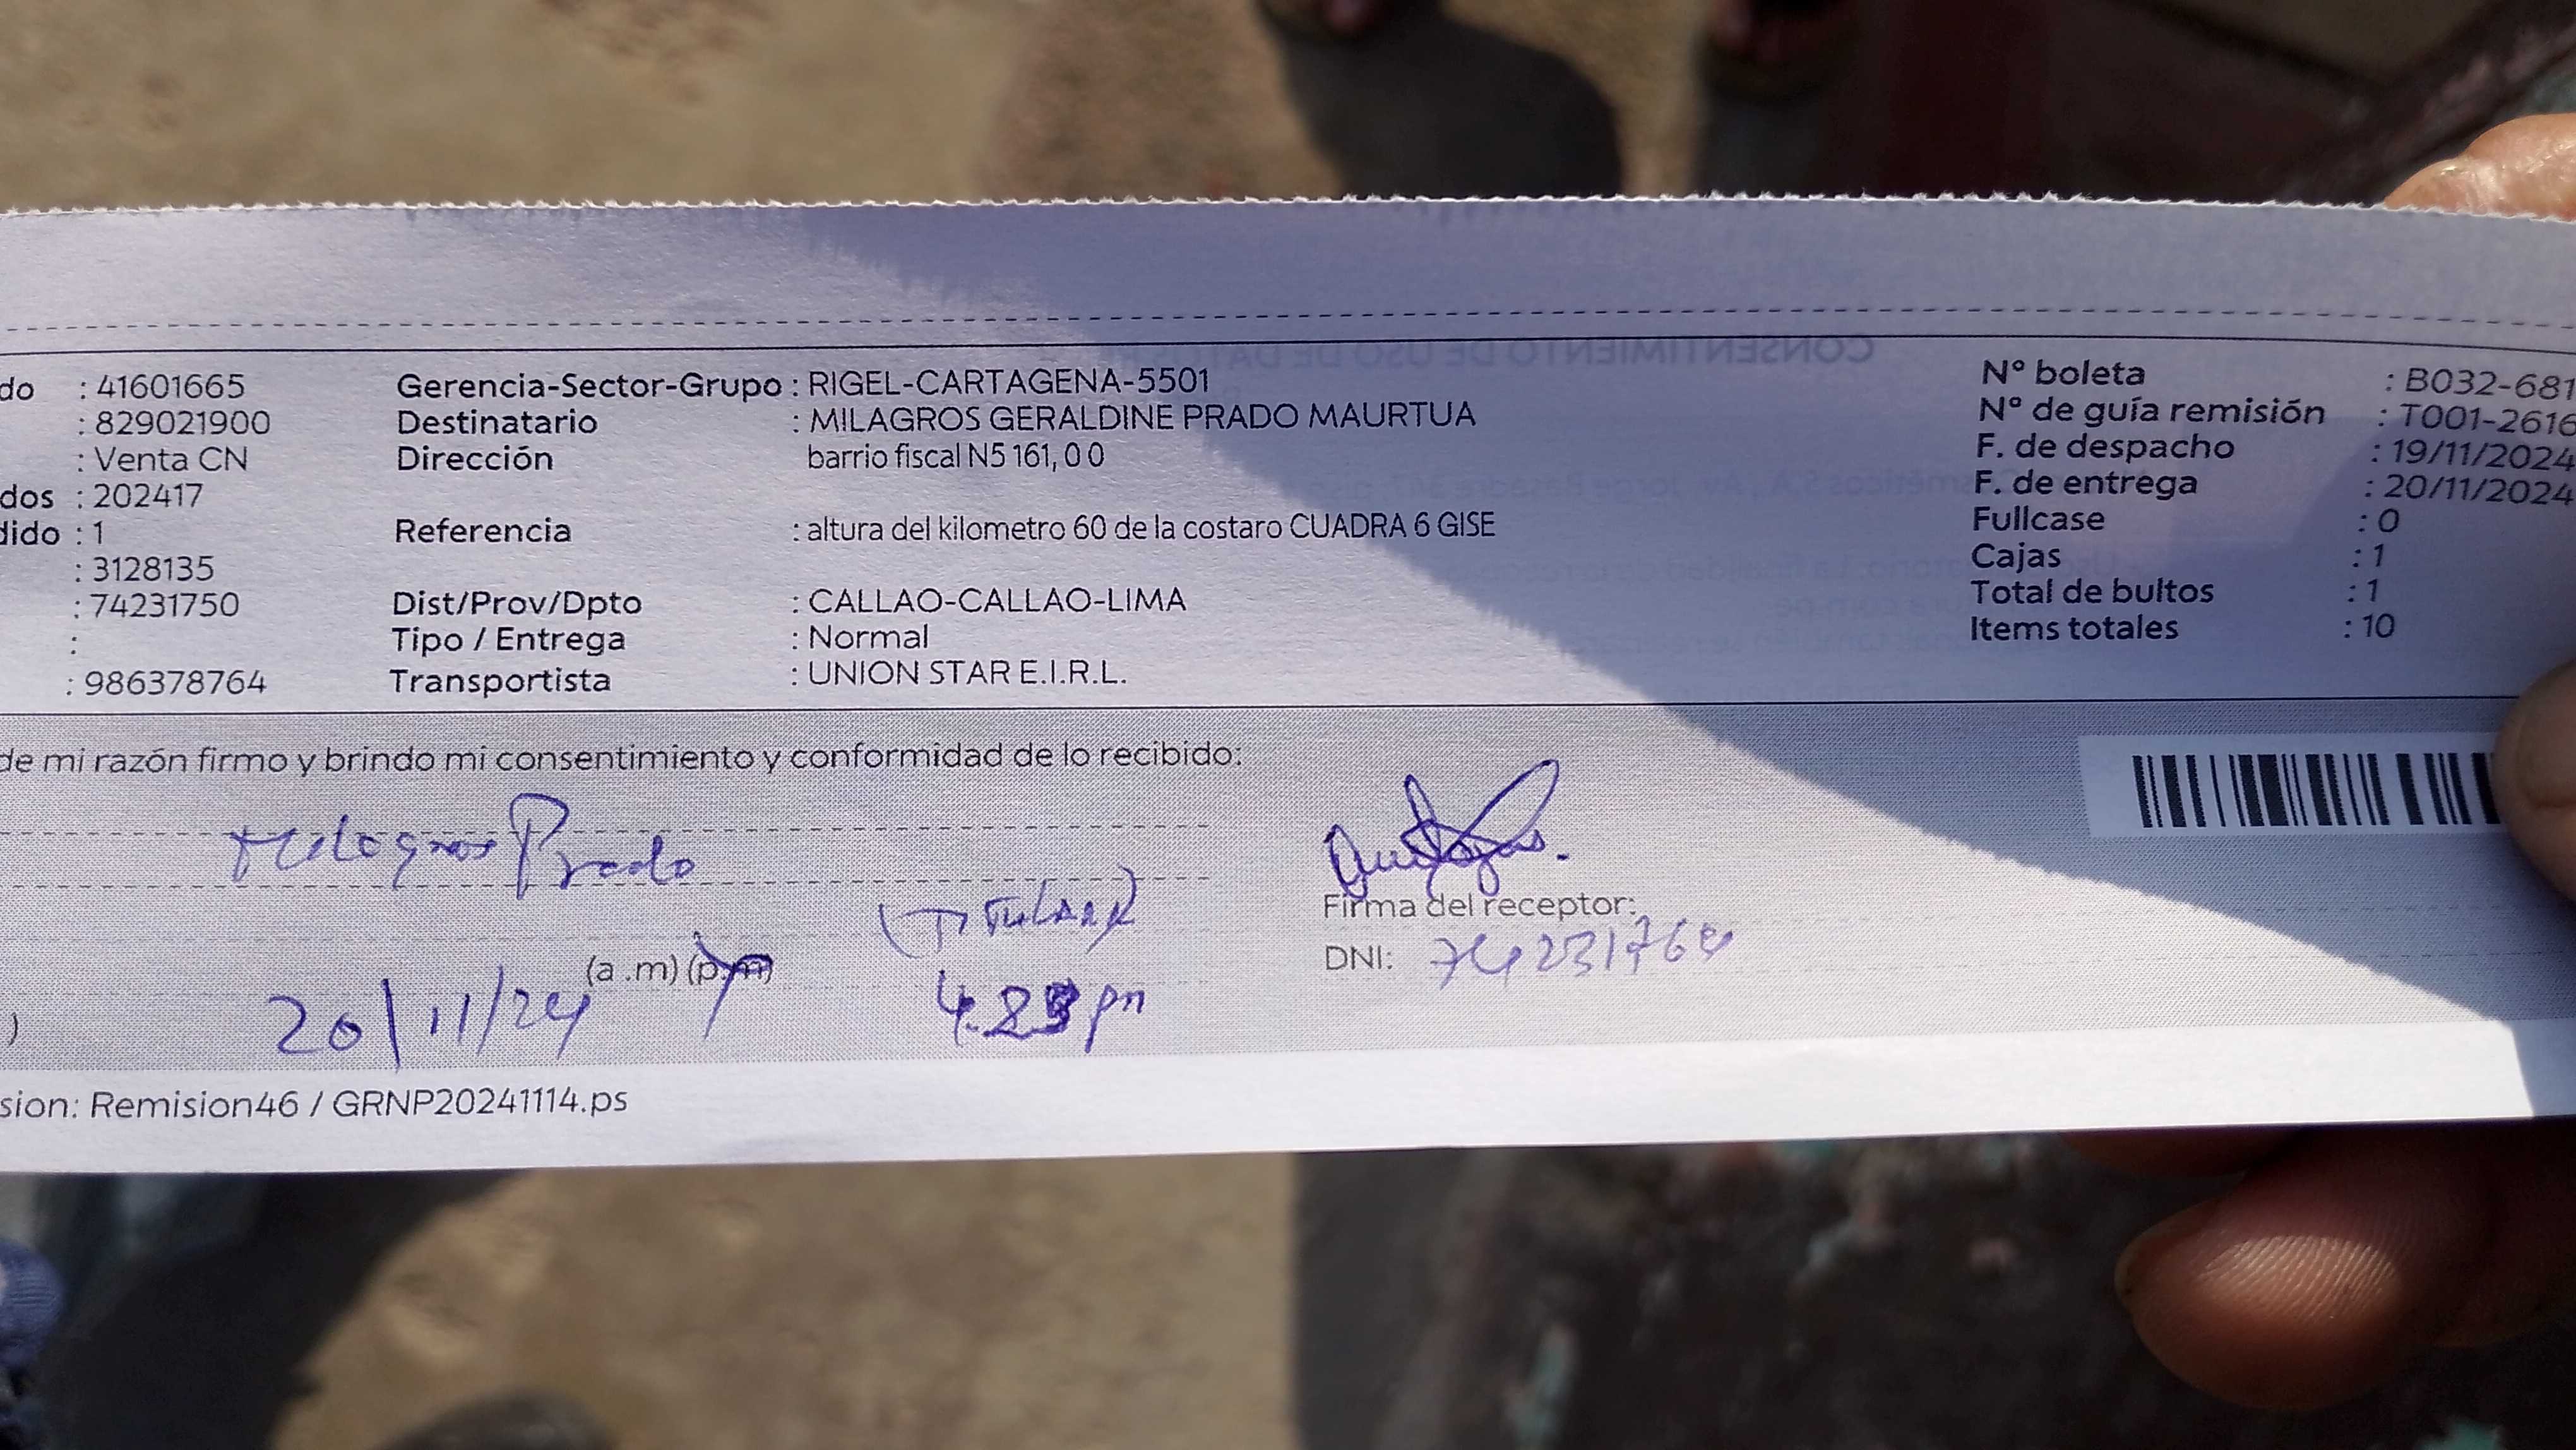 do : 41601665 Gerencia-Sector-Grupo : RIGEL-CARTAGENA-5501 N° boleta : B032-681
: 829021900 Destinatario : MILAGROS GERALDINE PRADO MAURTUA N° de guía remisión : T001-2616
: Venta CN Dirección barrio fiscal N5 161, 0 0 F. de despacho : 19/11/2024
dos : 202417 F. de entrega : 20/11/2024
dido : 1 Referencia : altura del kilometro 60 de la costaro CUADRA 6 GISE Fullcase : 0
: 3128135 Cajas : 1
: 74231750 Dist/Prov/Dpto : CALLAO-CALLAO-LIMA Total de bultos : 1
: Tipo / Entrega : Normal Items totales : 10
: 986378764 Transportista : UNION STAR E.I.R.L.
de mi razón firmo y brindo mi consentimiento y conformidad de lo recibido:
Milagros Prado
(Titular)
Firma del receptor:
(a .m) (p.m) DNI:
) 20/11/24 pm
sion: Remision46 / GRNP20241114.ps